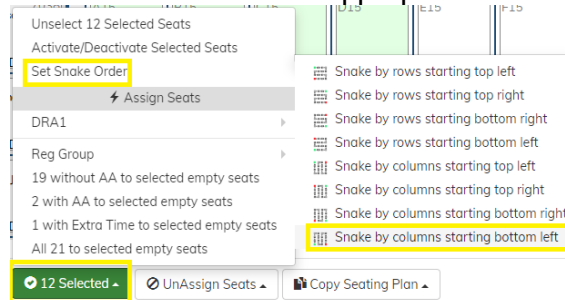 D15 E15 F15
Unselect 12 Selected Seats
Activate/Deactivate Selected Seats
Set Snake Order
Assign Seats
DRA1
Reg Group
19 without AA to selected empty seats
2 with AA to selected empty seats
1 with Extra Time to selected empty seats
All 21 to selected empty seats
Snake by rows starting top left
Snake by rows starting top right
Snake by rows starting bottom right
Snake by rows starting bottom left
Snake by columns starting top left
Snake by columns starting top right
Snake by columns starting bottom right
Snake by columns starting bottom left
12 Selected UnAssign Seats Copy Seating Plan